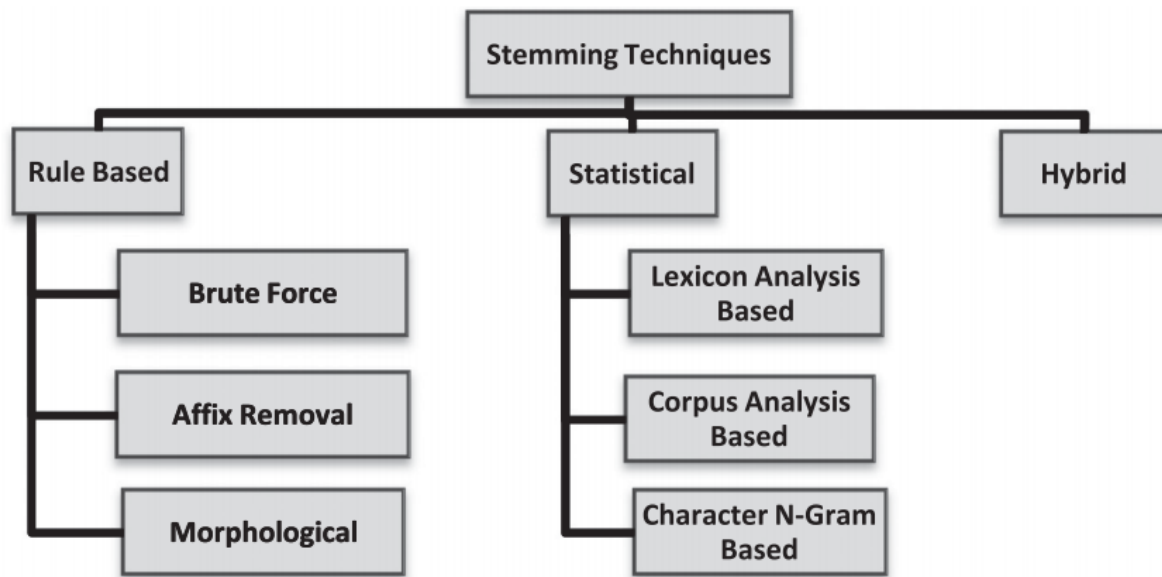 Stemming Techniques
Rule Based
Statistical
Hybrid
Brute Force
Affix Removal
Morphological
Lexicon Analysis
Based
Corpus Analysis
Based
Character N-Gram
Based